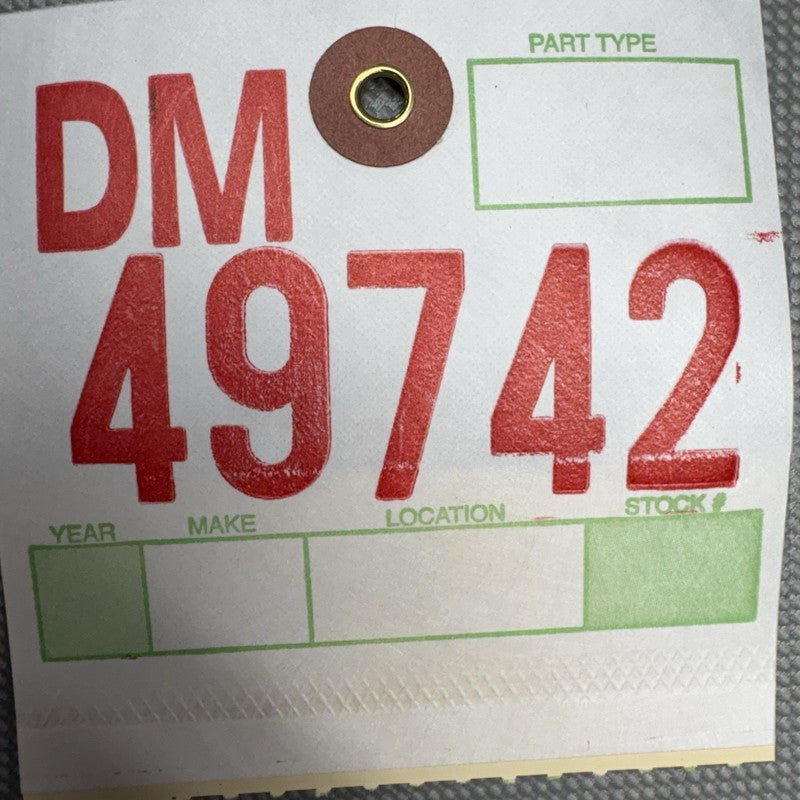 PART TYPE
DM
49742
YEAR MAKE LOCATION STOCK #